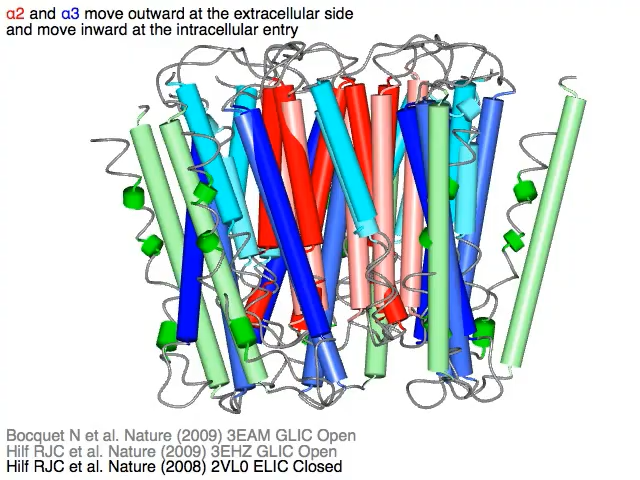 α2 and α3 move outward at the extracellular side
and move inward at the intracellular entry
Bocquet N et al. Nature (2009) 3EAM GLIC Open
Hilf RJC et al. Nature (2009) 3EHZ GLIC Open
Hilf RJC et al. Nature (2008) 2VL0 ELIC Closed